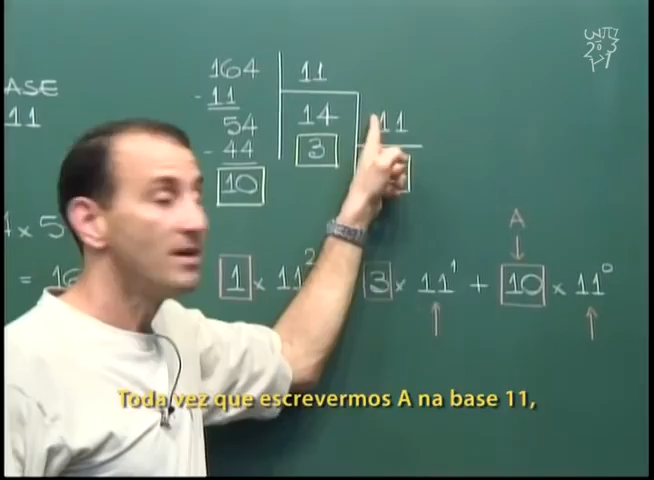 ASE
11
164 11
- 11
54 14 11
- 44 3
10
A
1 x 11² 3 x 11¹ + 10 x 11⁰
x 5
= 16
Toda vez que escrevermos A na base 11,